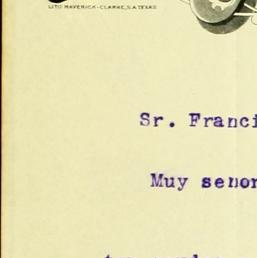 LITO MAVERICK-CLARKE, S.A. TEXAS
Sr. Franci
Muy senor